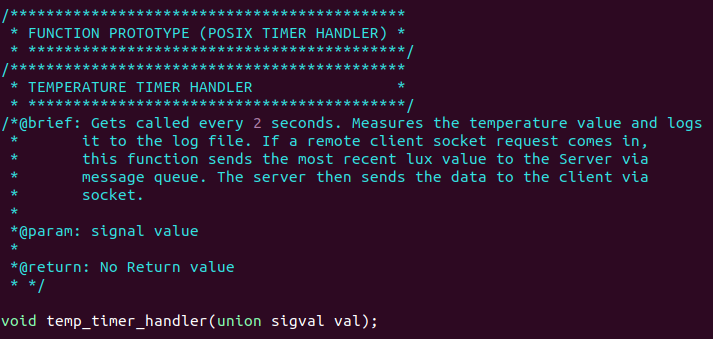 /********************************************
 * FUNCTION PROTOTYPE (POSIX TIMER HANDLER) *
 * ******************************************/
/********************************************
 * TEMPERATURE TIMER HANDLER                *
 * ******************************************/
/*@brief: Gets called every 2 seconds. Measures the temperature value and logs
 *       it to the log file. If a remote client socket request comes in,
 *       this function sends the most recent lux value to the Server via
 *       message queue. The server then sends the data to the client via
 *       socket.
 *
 *@param: signal value
 *
 *@return: No Return value
 * */
void temp_timer_handler(union sigval val);